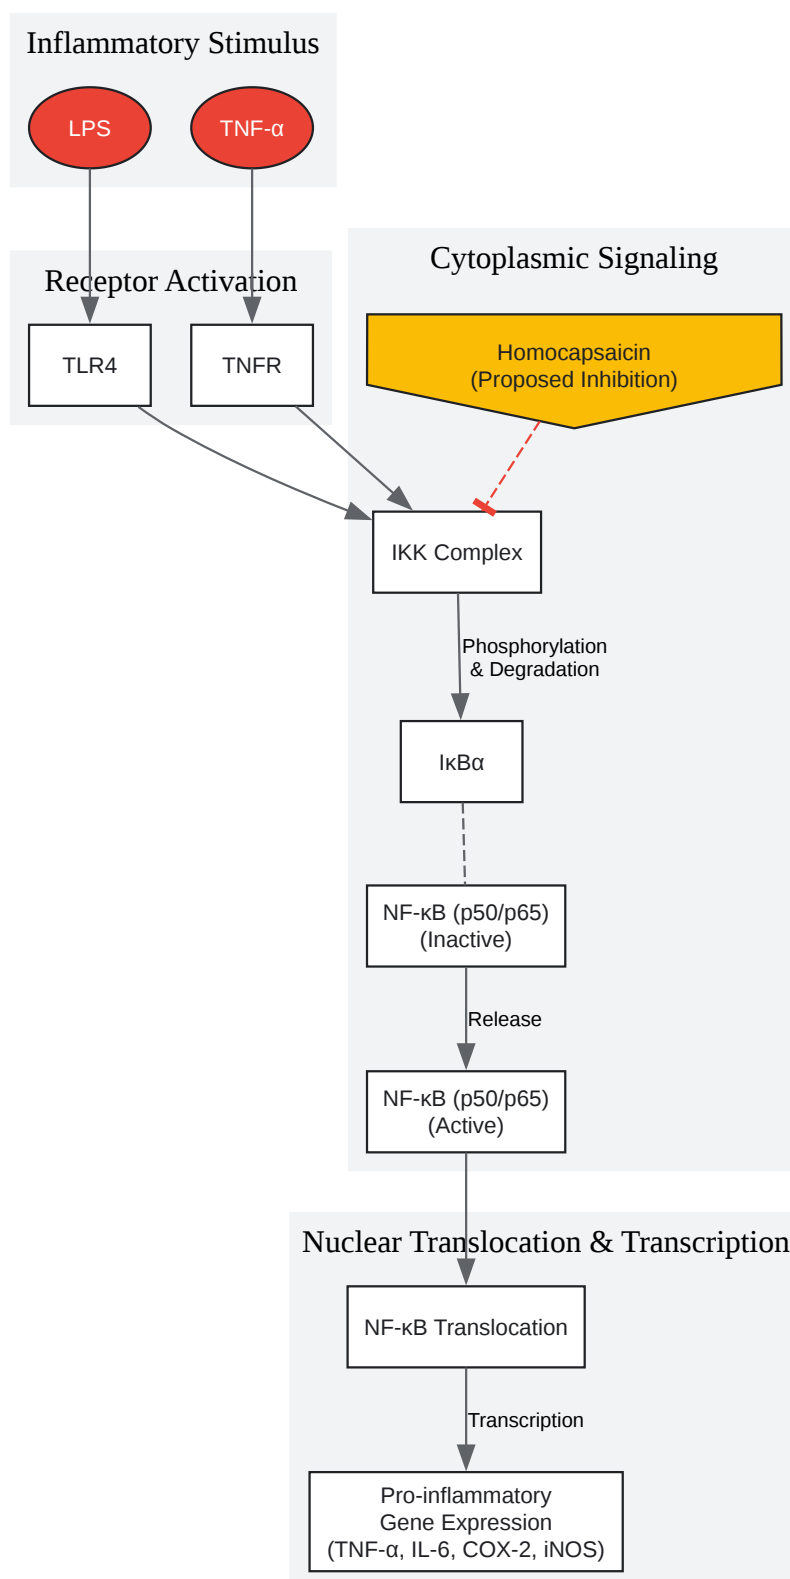 Inflammatory Stimulus
LPS
TNF-α
Receptor Activation
TLR4
TNFR
Cytoplasmic Signaling
Homocapsaicin
(Proposed Inhibition)
IKK Complex
Phosphorylation
& Degradation
IκBα
NF-κB (p50/p65)
(Inactive)
Release
NF-κB (p50/p65)
(Active)
Nuclear Translocation & Transcription
NF-κB Translocation
Transcription
Pro-inflammatory
Gene Expression
(TNF-α, IL-6, COX-2, iNOS)